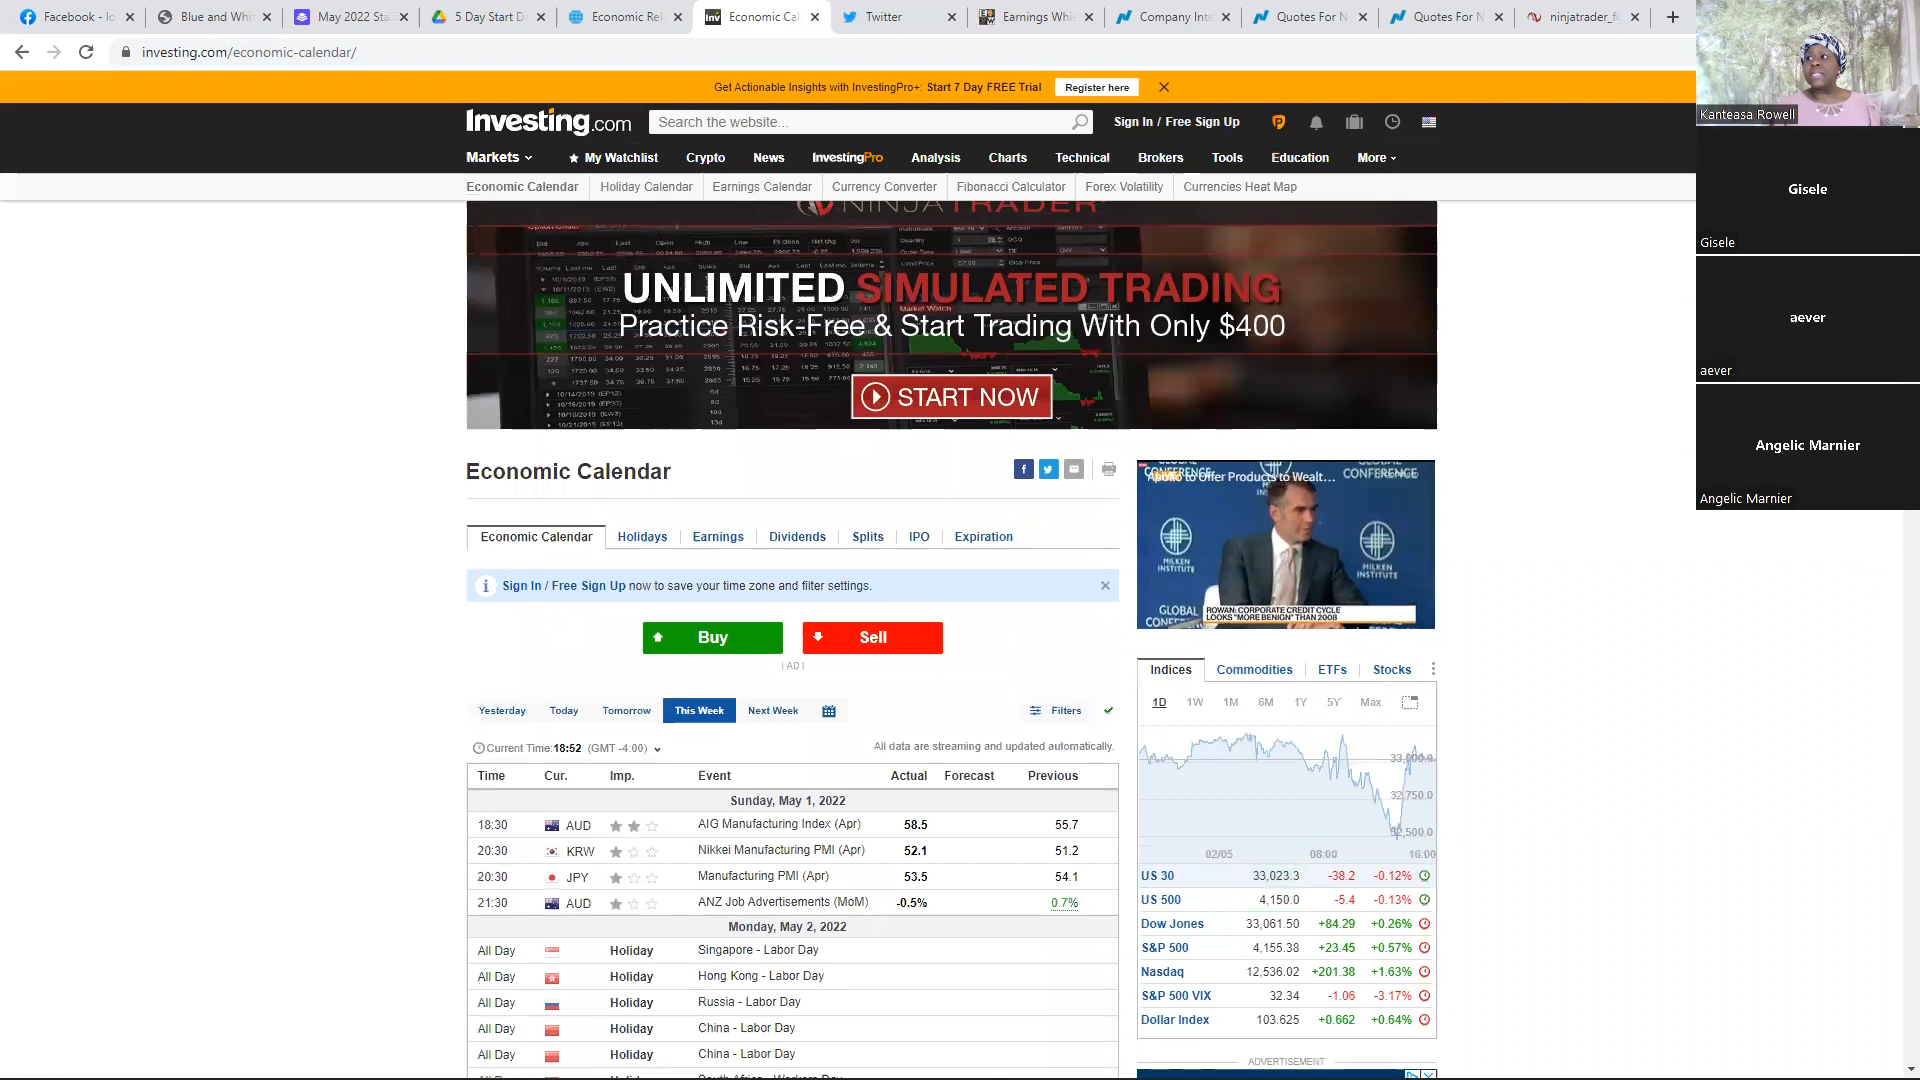 Facebook - lo
Blue and Whit
May 2022 Sta
5 Day Start D
Economic Rel
Economic Cal
Twitter
Earnings Whis
Company Inte
Quotes For N
Quotes For N
ninjatrader_fo
investing.com/economic-calendar/
Get Actionable Insights with InvestingPro+: Start 7 Day FREE Trial
Register here
Investing.com
Search the website...
Sign In / Free Sign Up
Markets
My Watchlist
Crypto
News
InvestingPro
Analysis
Charts
Technical
Brokers
Tools
Education
More
Economic Calendar
Holiday Calendar
Earnings Calendar
Currency Converter
Fibonacci Calculator
Forex Volatility
Currencies Heat Map
NINJATRADER
UNLIMITED SIMULATED TRADING
Practice Risk-Free & Start Trading With Only $400
START NOW
Economic Calendar
Economic Calendar
Holidays
Earnings
Dividends
Splits
IPO
Expiration
Sign In / Free Sign Up now to save your time zone and filter settings.
Buy
Sell
| AD |
Yesterday
Today
Tomorrow
This Week
Next Week
Filters
Current Time:18:52 (GMT -4:00)
All data are streaming and updated automatically.
Time Cur. Imp. Event Actual Forecast Previous
Sunday, May 1, 2022
18:30 AUD AIG Manufacturing Index (Apr) 58.5 55.7
20:30 KRW Nikkei Manufacturing PMI (Apr) 52.1 51.2
20:30 JPY Manufacturing PMI (Apr) 53.5 54.1
21:30 AUD ANZ Job Advertisements (MoM) -0.5% 0.7%
Monday, May 2, 2022
All Day Holiday Singapore - Labor Day
All Day Holiday Hong Kong - Labor Day
All Day Holiday Russia - Labor Day
All Day Holiday China - Labor Day
All Day Holiday China - Labor Day
GLOBAL CONFERENCE
Apollo to Offer Products to Wealt...
CONFERENCE
MILKEN INSTITUTE
MILKEN INSTITUTE
GLOBAL
ROWAN: CORPORATE CREDIT CYCLE
LOOKS "MORE BENIGN" THAN 2008
Indices
Commodities
ETFs
Stocks
1D 1W 1M 6M 1Y 5Y Max
33,000.0
32,750.0
32,500.0
02/05 08:00 16:00
US 30 33,023.3 -38.2 -0.12%
US 500 4,150.0 -5.4 -0.13%
Dow Jones 33,061.50 +84.29 +0.26%
S&P 500 4,155.38 +23.45 +0.57%
Nasdaq 12,536.02 +201.38 +1.63%
S&P 500 VIX 32.34 -1.06 -3.17%
Dollar Index 103.625 +0.662 +0.64%
ADVERTISEMENT
Kanteasa Rowell
Gisele
Gisele
aever
aever
Angelic Marnier
Angelic Marnier